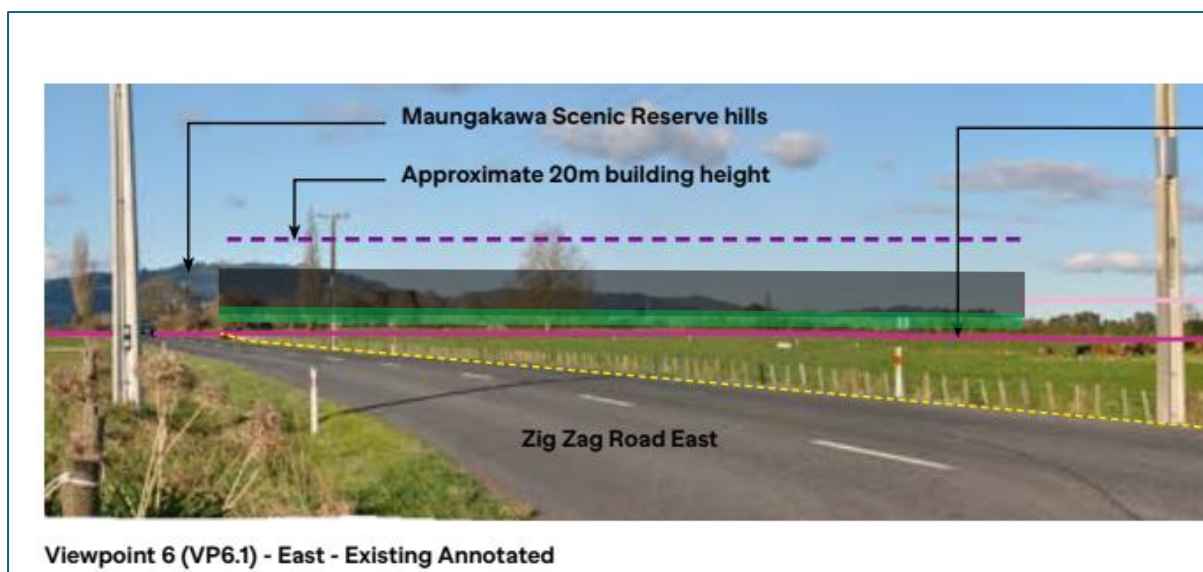 Maungakawa Scenic Reserve hills
Approximate 20m building height
Zig Zag Road East
Viewpoint 6 (VP6.1) - East - Existing Annotated